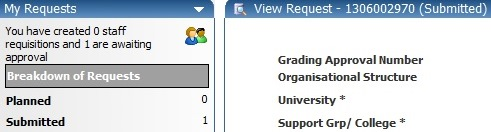 My Requests
You have created 0 staff
requisitions and 1 are awaiting
approval
Breakdown of Requests
Planned 0
Submitted 1
View Request - 1306002970 (Submitted)
Grading Approval Number
Organisational Structure
University *
Support Grp/ College *